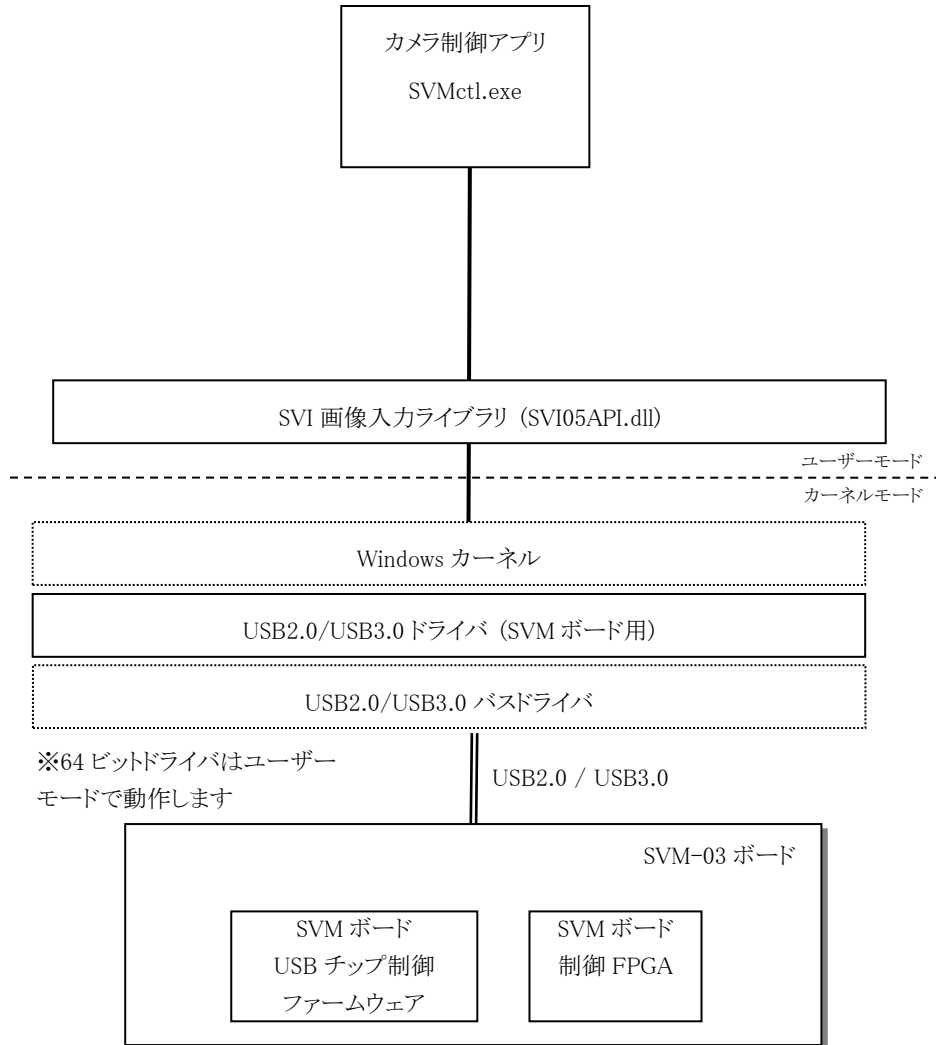 カメラ制御アプリ
SVMctl.exe
SVI 画像入力ライブラリ (SVI05API.dll)
ユーザーモード
カーネルモード
Windows カーネル
USB2.0/USB3.0 ドライバ (SVM ボード用)
USB2.0/USB3.0 バスドライバ
※64 ビットドライバはユーザー
モードで動作します
USB2.0 / USB3.0
SVM-03 ボード
SVM ボード
USB チップ制御
ファームウェア
SVM ボード
制御 FPGA